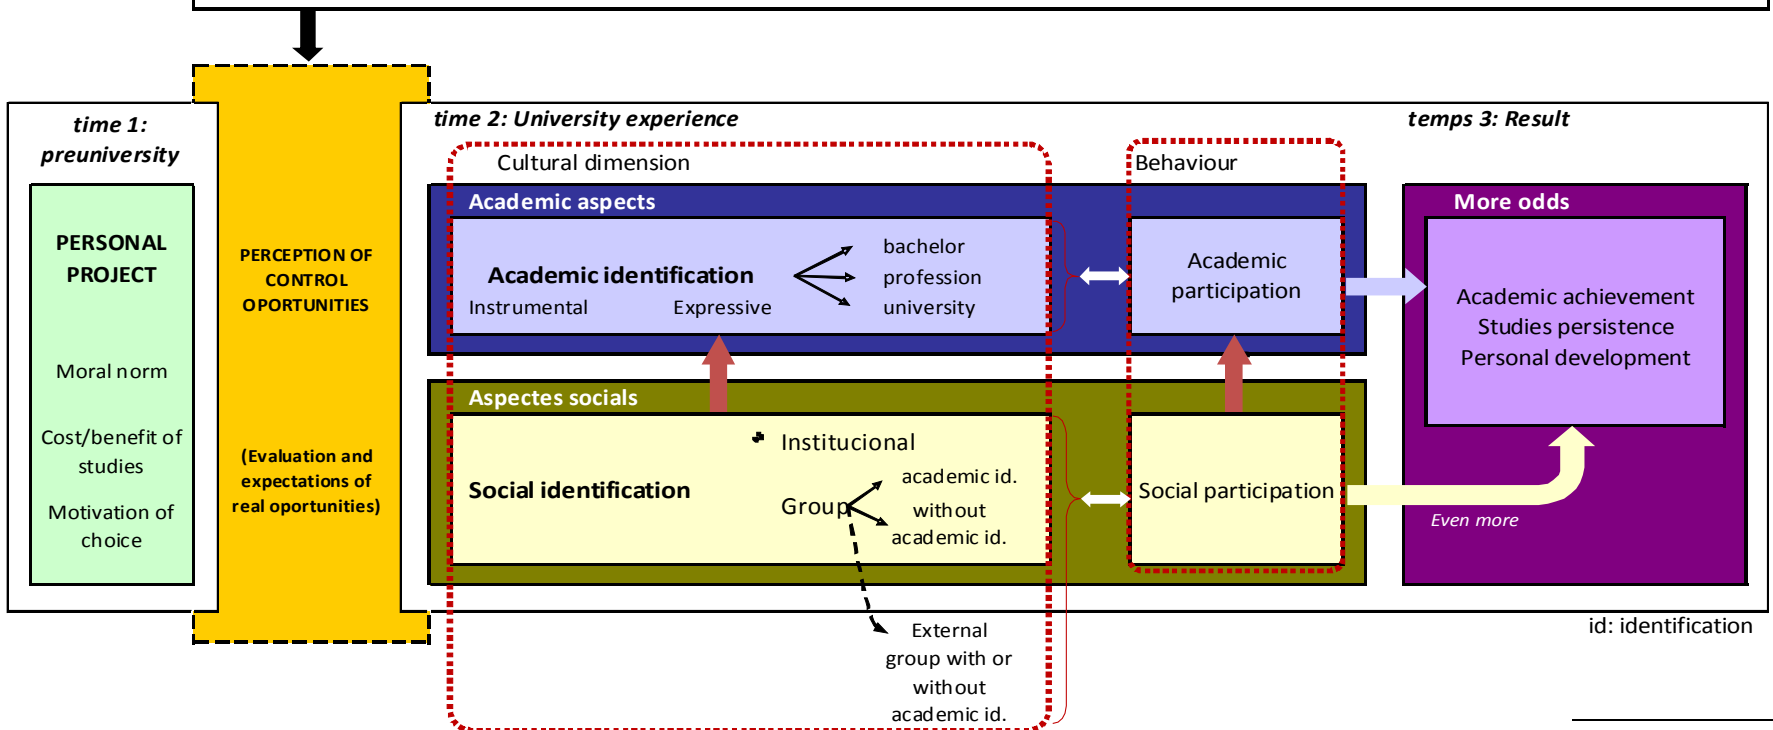 time 1:
preuniversity
PERSONAL
PROJECT
Moral norm
Cost/benefit of
studies
Motivation of
choice
PERCEPTION OF
CONTROL
OPORTUNITIES
(Evaluation and
expectations of
real oportunities)
time 2: University experience
Cultural dimension
Behaviour
Academic aspects
Academic identification
Instrumental
Expressive
bachelor
profession
university
Academic
participation
Aspectes socials
Social identification
Institucional
Group
academic id.
without
academic id.
External
group with or
without
academic id.
Social participation
temps 3: Result
More odds
Academic achievement
Studies persistence
Personal development
Even more
id: identification